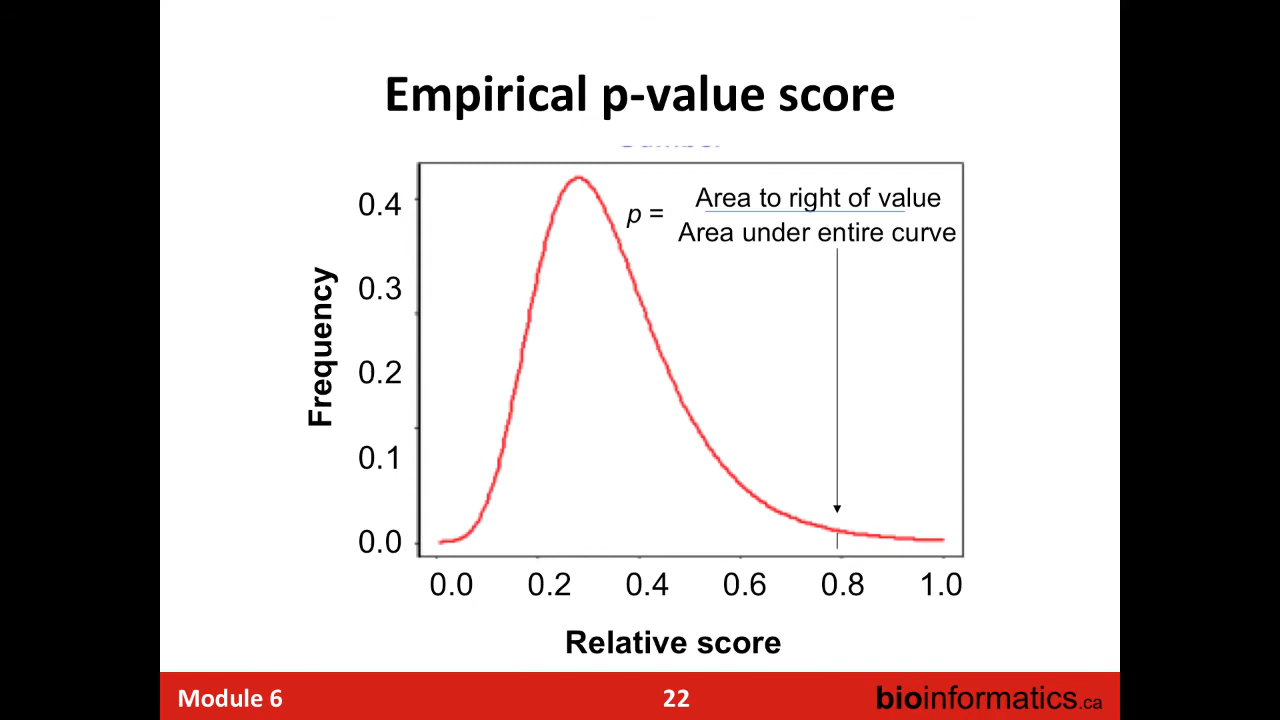 Empirical p-value score
p =
Area to right of value
Area under entire curve
Frequency
0.4
0.3
0.2
0.1
0.0
0.0 0.2 0.4 0.6 0.8 1.0
Relative score
Module 6
22
bioinformatics.ca